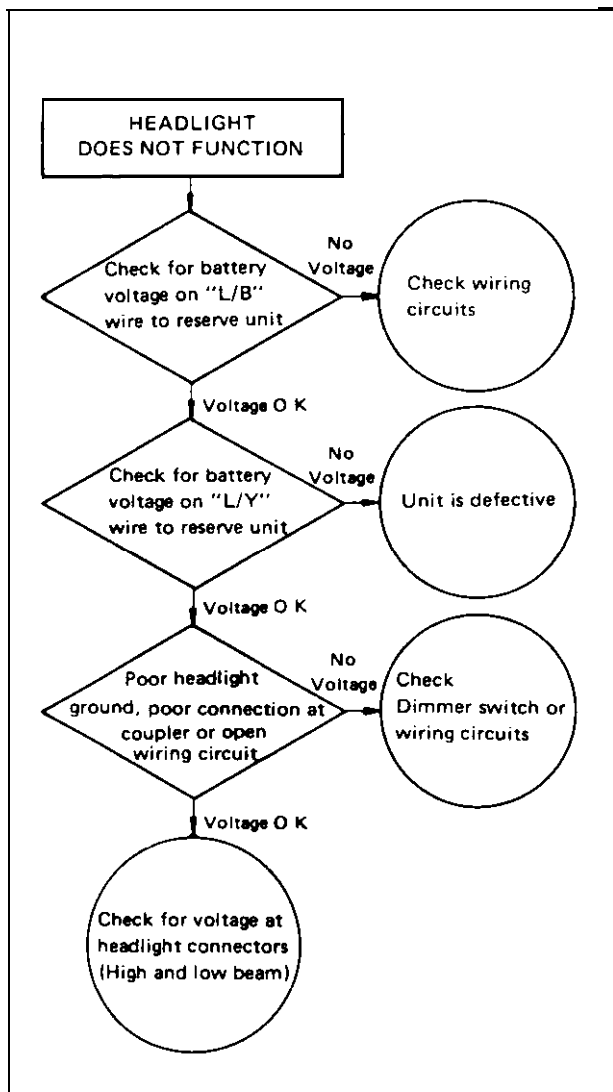 HEADLIGHT
DOES NOT FUNCTION
Check for battery
voltage on "L/B"
wire to reserve unit
No
Voltage
Check wiring
circuits
Voltage O K
Check for battery
voltage on "L/Y"
wire to reserve unit
No
Voltage
Unit is defective
Voltage O K
Poor headlight
ground, poor connection at
coupler or open
wiring circuit
No
Voltage
Check
Dimmer switch or
wiring circuits
Voltage O K
Check for voltage at
headlight connectors
(High and low beam)